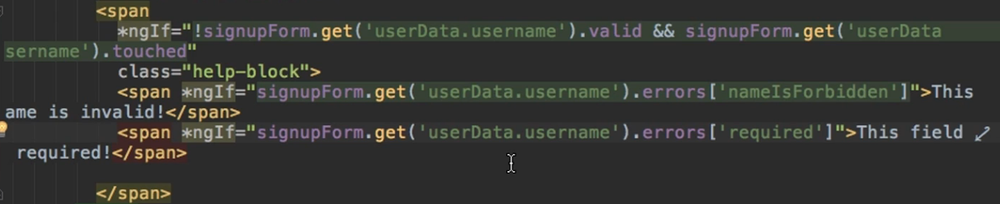 <span
*ngIf="!signupForm.get('userData.username').valid && signupForm.get('userData
sername').touched"
class="help-block">
<span *ngIf="signupForm.get('userData.username').errors['nameIsForbidden']">This
ame is invalid!</span>
<span *ngIf="signupForm.get('userData.username').errors['required']">This field
required!</span>
</span>